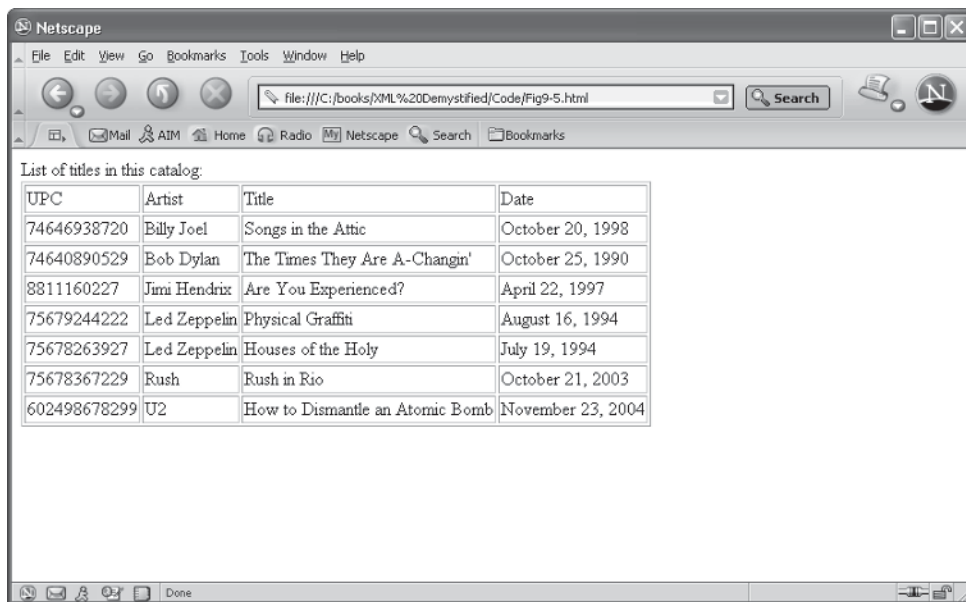 Netscape
File Edit View Go Bookmarks Tools Window Help
file:///C:/books/XML%20Demystified/Code/Fig9-5.html Search N
Mail AIM Home Radio My Netscape Search Bookmarks
List of titles in this catalog:
UPC Artist Title Date
74646938720 Billy Joel Songs in the Attic October 20, 1998
74640890529 Bob Dylan The Times They Are A-Changin' October 25, 1990
8811160227 Jimi Hendrix Are You Experienced? April 22, 1997
75679244222 Led Zeppelin Physical Graffiti August 16, 1994
75678263927 Led Zeppelin Houses of the Holy July 19, 1994
75678367229 Rush Rush in Rio October 21, 2003
602498678299 U2 How to Dismantle an Atomic Bomb November 23, 2004
Done